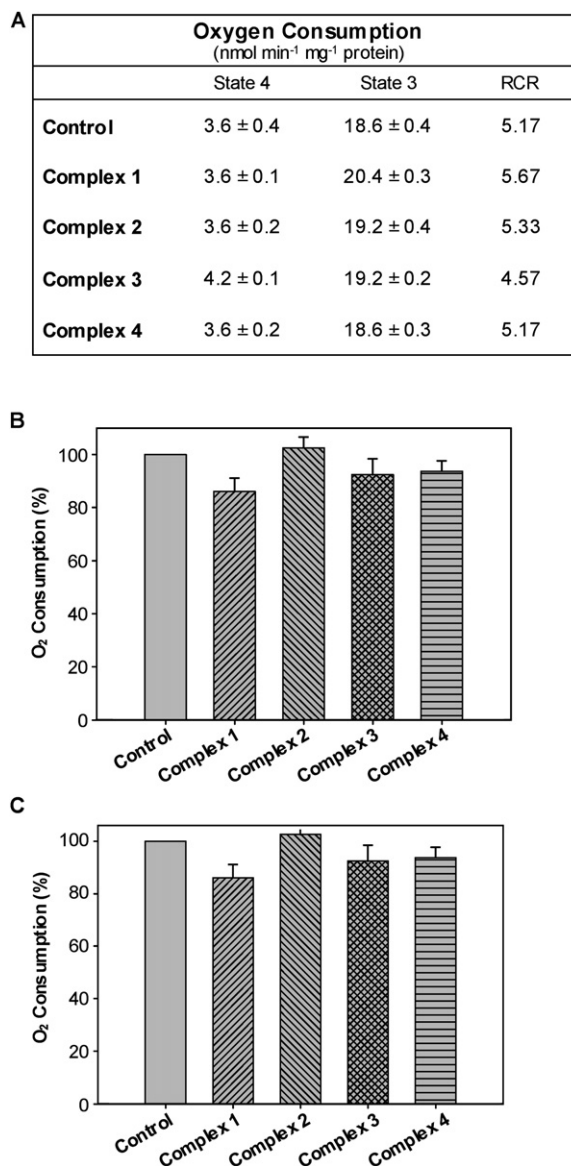 A
Oxygen Consumption
(nmol min⁻¹ mg⁻¹ protein)
State 4 State 3 RCR
Control 3.6 ± 0.4 18.6 ± 0.4 5.17
Complex 1 3.6 ± 0.1 20.4 ± 0.3 5.67
Complex 2 3.6 ± 0.2 19.2 ± 0.4 5.33
Complex 3 4.2 ± 0.1 19.2 ± 0.2 4.57
Complex 4 3.6 ± 0.2 18.6 ± 0.3 5.17
B
O₂ Consumption (%)
100
80
60
40
20
0
Control Complex 1 Complex 2 Complex 3 Complex 4
C
O₂ Consumption (%)
100
80
60
40
20
0
Control Complex 1 Complex 2 Complex 3 Complex 4